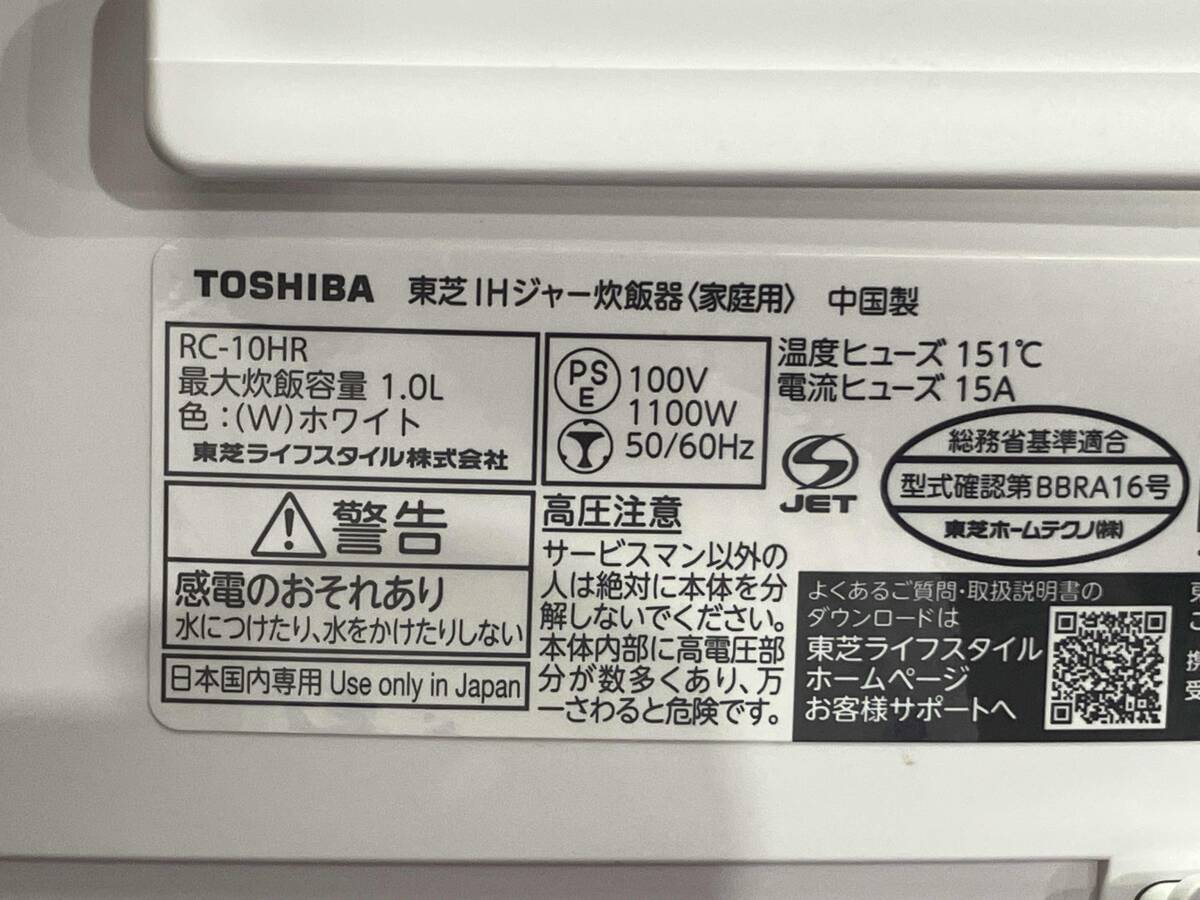 TOSHIBA 東芝IHジャー炊飯器〈家庭用〉 中国製
RC-10HR
最大炊飯容量 1.0L
色:(W)ホワイト
東芝ライフスタイル株式会社
PS
E
100V
1100W
50/60Hz
温度ヒューズ 151℃
電流ヒューズ 15A
JET
総務省基準適合
型式確認第BBRA16号
東芝ホームテクノ(株)
警告
感電のおそれあり
水につけたり、水をかけたりしない
日本国内専用 Use only in Japan
高圧注意
サービスマン以外の
人は絶対に本体を分
解しないでください。
本体内部に高電圧部
分が数多くあり、万
一さわると危険です。
よくあるご質問・取扱説明書の
ダウンロードは
東芝ライフスタイル
ホームページ
お客様サポートへ